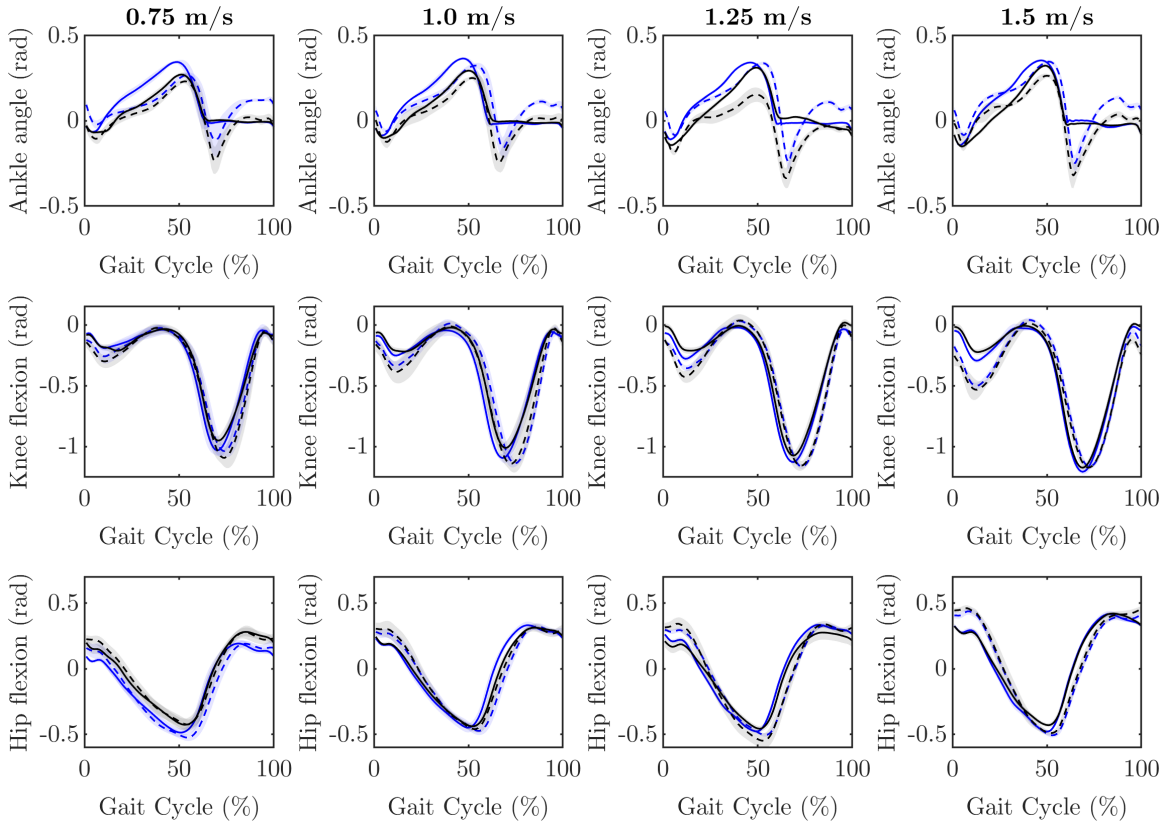 0.75 m/s 1.0 m/s 1.25 m/s 1.5 m/s
Ankle angle (rad) 0.5 0 -0.5 Ankle angle (rad) 0.5 0 -0.5 Ankle angle (rad) 0.5 0 -0.5 Ankle angle (rad) 0.5 0 -0.5
0 50 100 0 50 100 0 50 100 0 50 100
Gait Cycle (%) Gait Cycle (%) Gait Cycle (%) Gait Cycle (%)
Knee flexion (rad) 0 -0.5 -1 Knee flexion (rad) 0 -0.5 -1 Knee flexion (rad) 0 -0.5 -1 Knee flexion (rad) 0 -0.5 -1
0 50 100 0 50 100 0 50 100 0 50 100
Gait Cycle (%) Gait Cycle (%) Gait Cycle (%) Gait Cycle (%)
Hip flexion (rad) 0.5 0 -0.5 Hip flexion (rad) 0.5 0 -0.5 Hip flexion (rad) 0.5 0 -0.5 Hip flexion (rad) 0.5 0 -0.5
0 50 100 0 50 100 0 50 100 0 50 100
Gait Cycle (%) Gait Cycle (%) Gait Cycle (%) Gait Cycle (%)